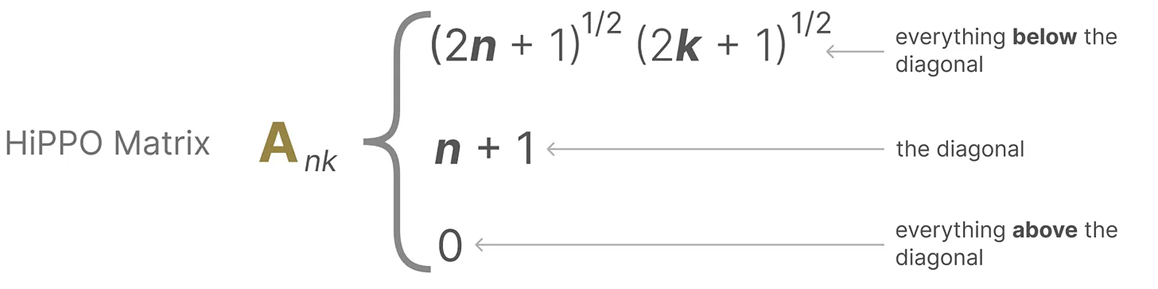 (2n + 1)^1/2 (2k + 1)^1/2
everything below the
diagonal
HiPPO Matrix A_nk { n + 1
the diagonal
0
everything above the
diagonal